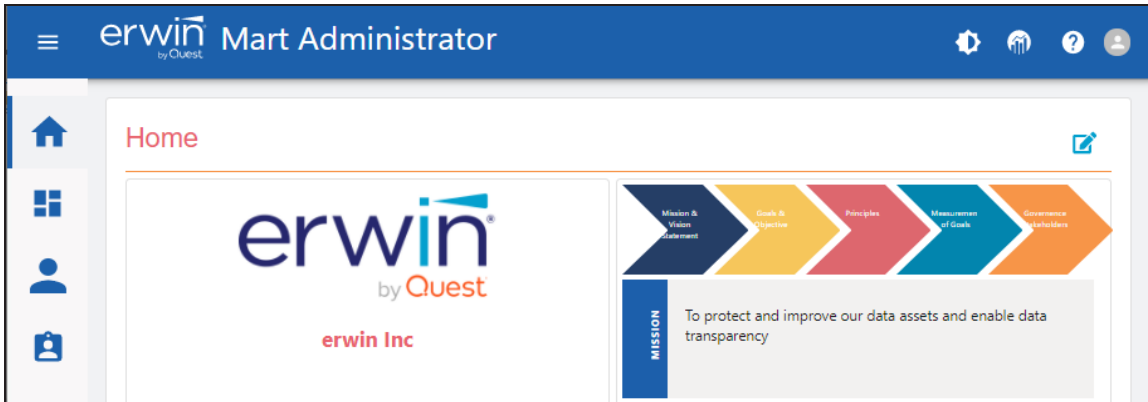 erwin Mart Administrator
by Quest
Home
erwin®
by Quest
erwin Inc
Mission &
Vision
Statement
Goals &
Objective
Principles
Measuremen
of Goals
Governence
Stakeholders
MISSION
To protect and improve our data assets and enable data
transparency